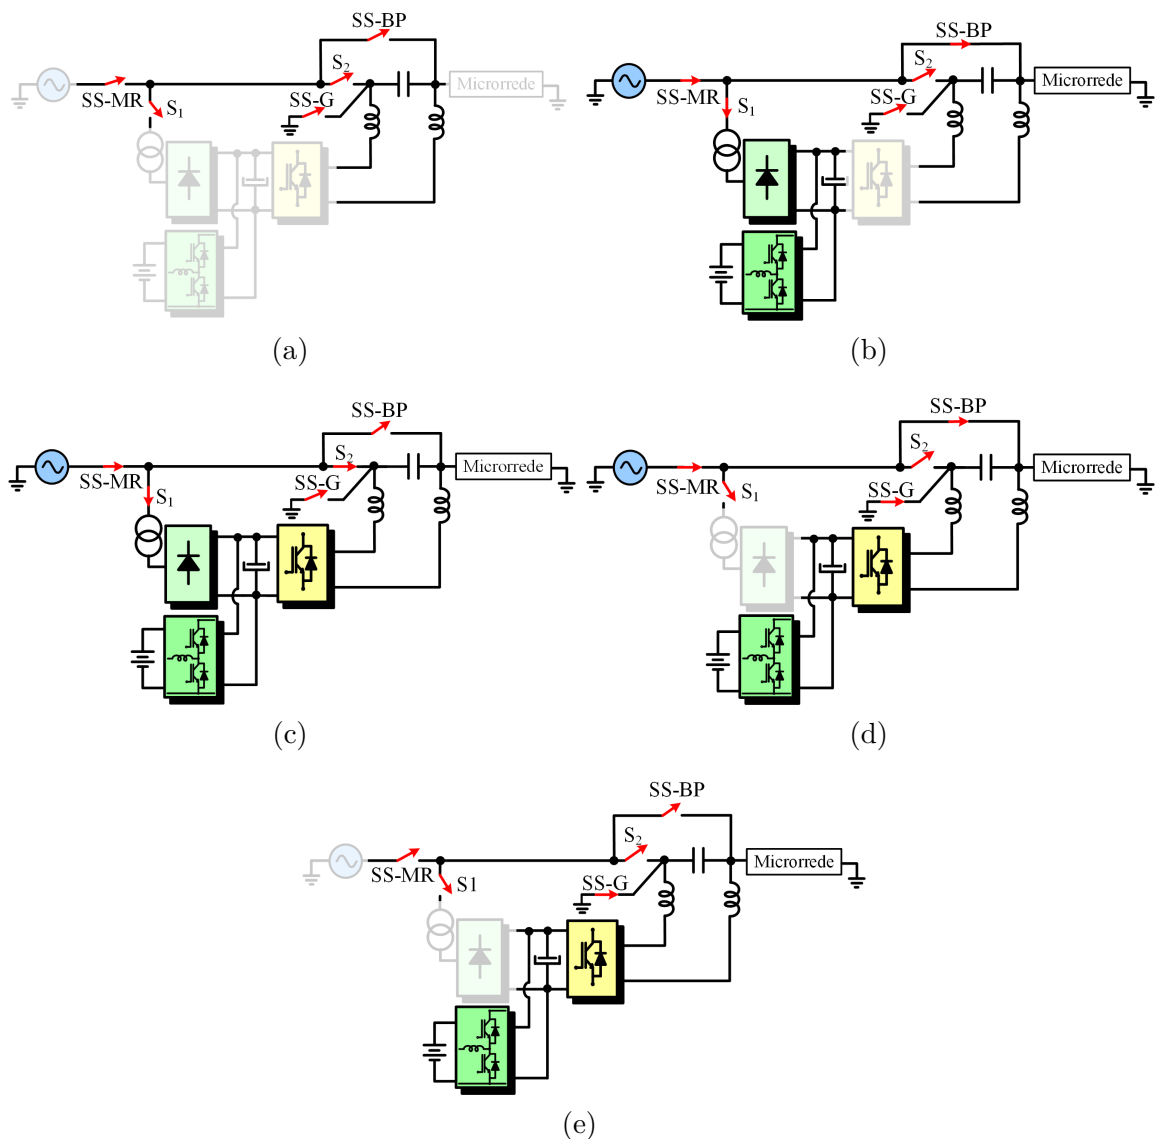 SS-BP
S2
SS-MR
S1
SS-G
Microrrede
(a)
SS-BP
S2
SS-MR
S1
SS-G
Microrrede
(b)
SS-BP
S2
SS-MR
S1
SS-G
Microrrede
(c)
SS-BP
S2
SS-MR
S1
SS-G
Microrrede
(d)
SS-BP
S2
SS-MR
S1
SS-G
Microrrede
(e)